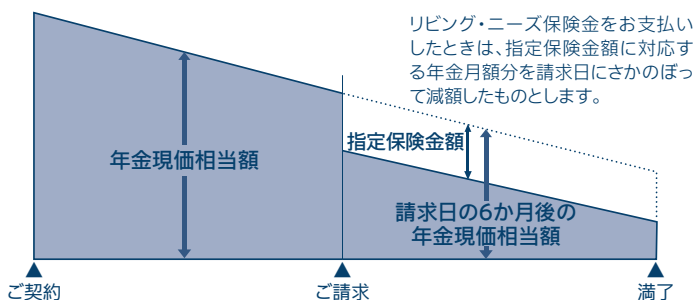 リビング・ニーズ保険金をお支払い
したときは、指定保険金額に対応す
る年金月額分を請求日にさかのぼっ
て減額したものとします。
年金現価相当額
指定保険金額
請求日の6か月後の
年金現価相当額
ご契約
ご請求
満了